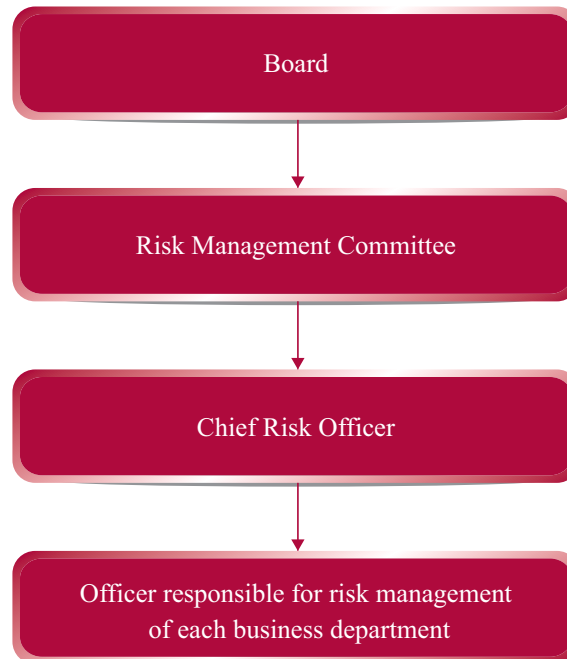 Board
Risk Management Committee
Chief Risk Officer
Officer responsible for risk management
of each business department